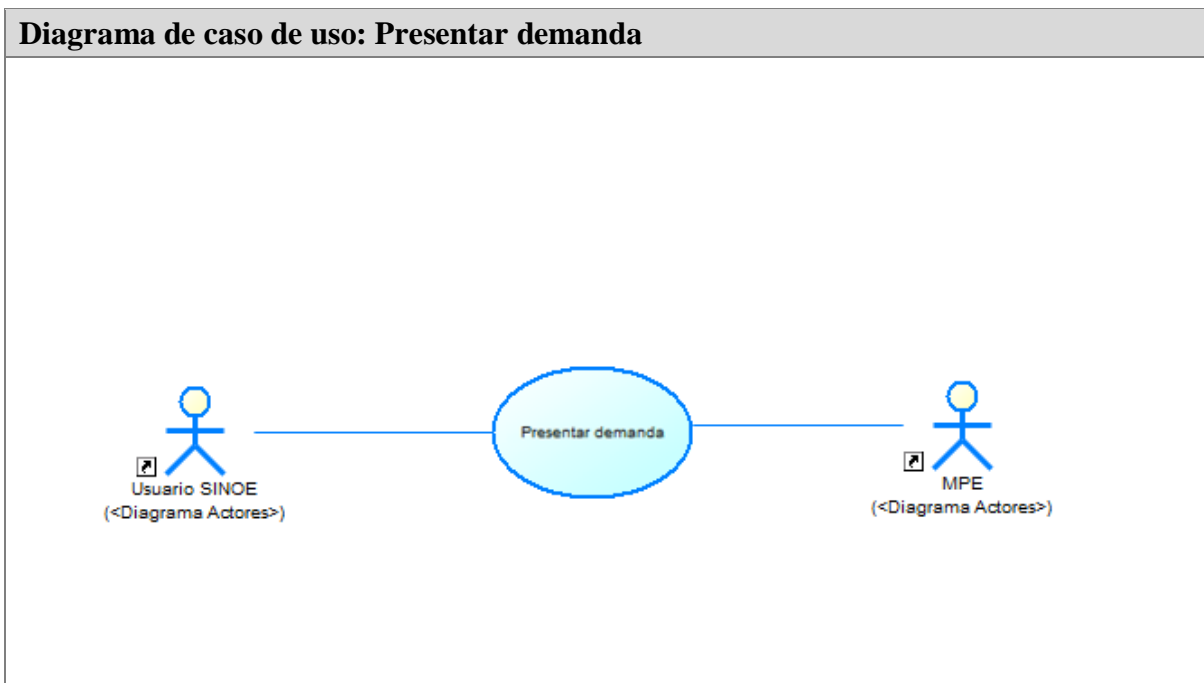 Diagrama de caso de uso: Presentar demanda
Presentar demanda
Usuario SINOE
(<Diagrama Actores>)
MPE
(<Diagrama Actores>)